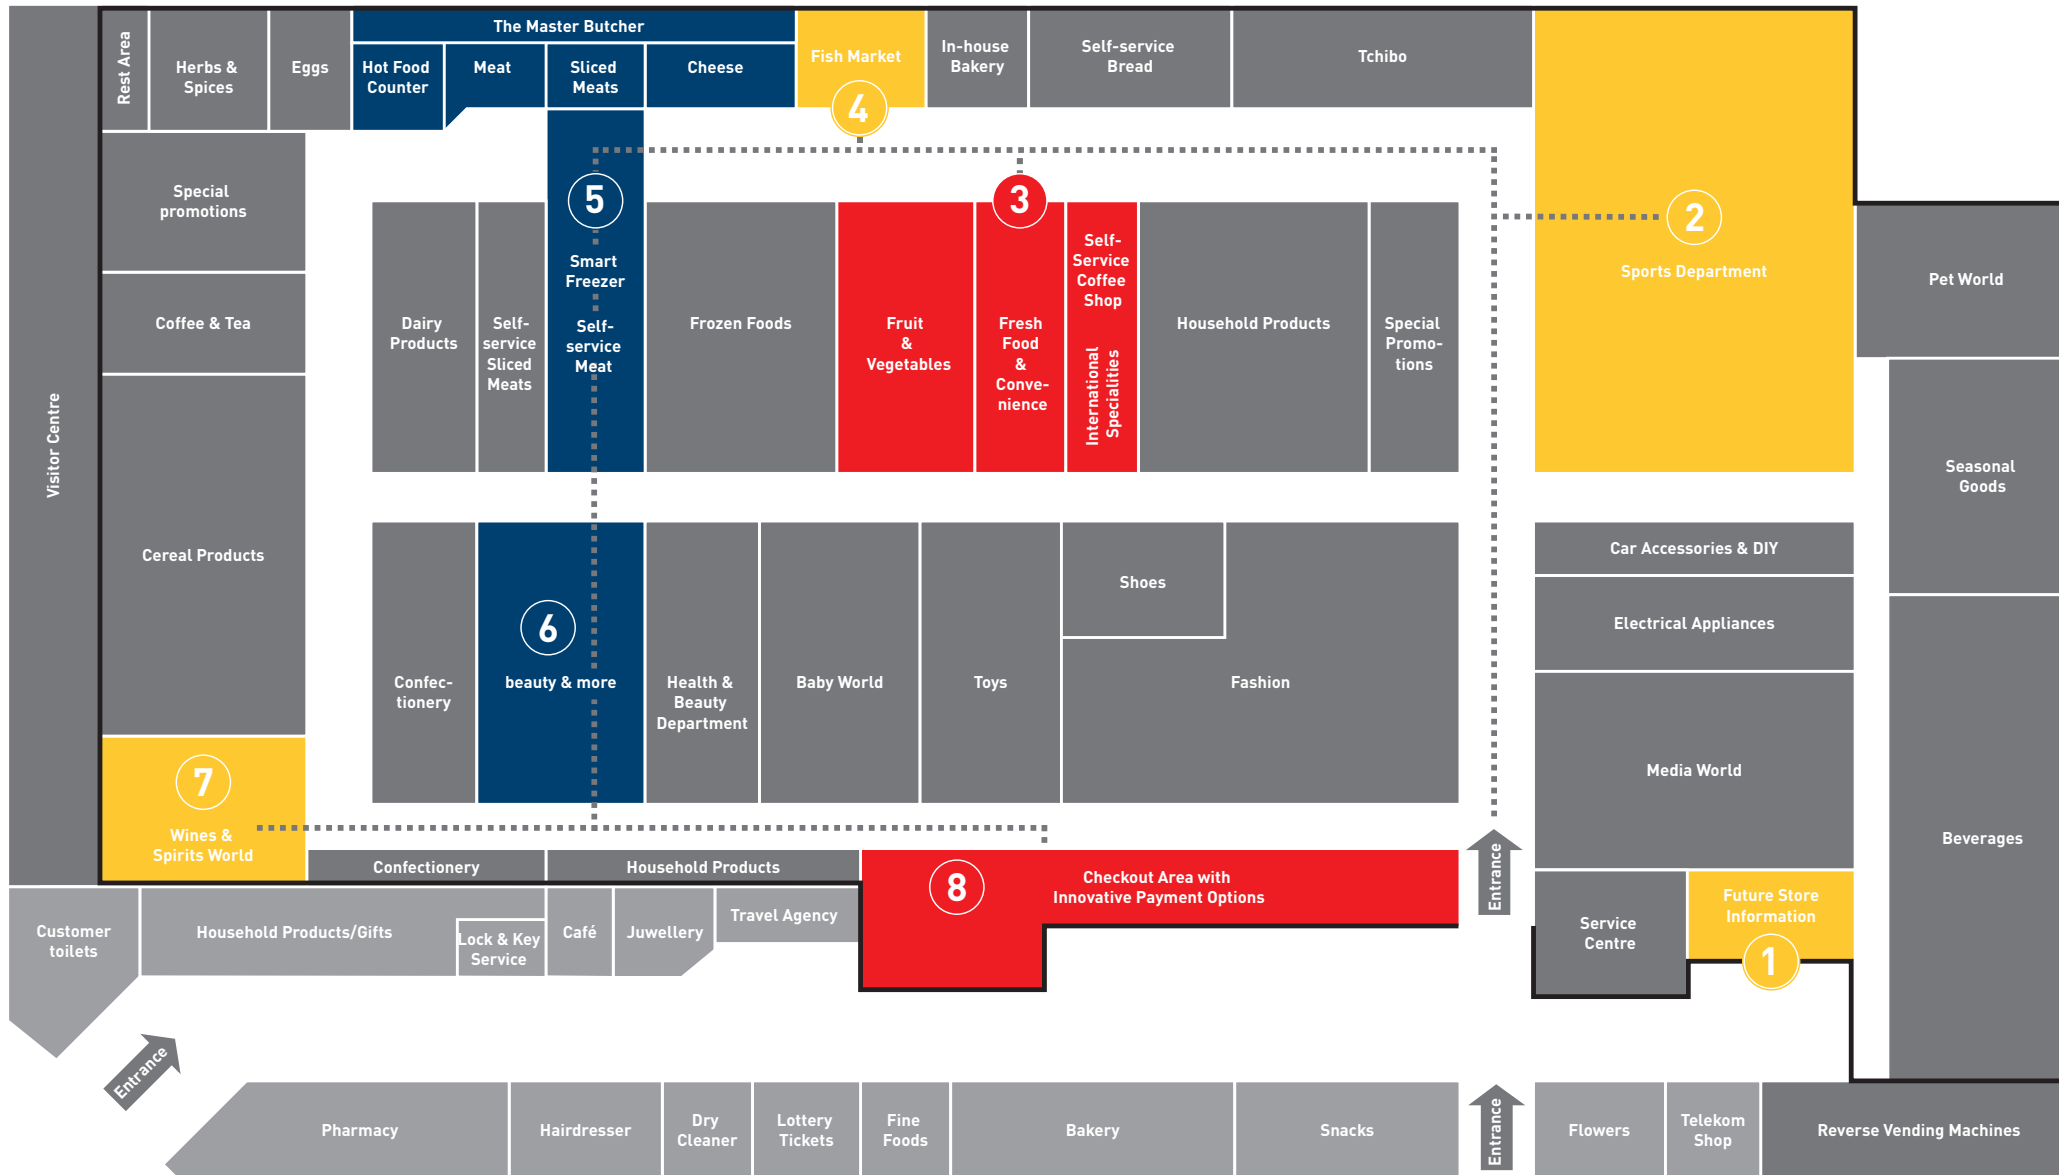 The Master Butcher
Rest Area
Herbs &
Spices
Eggs
Hot Food
Counter
Meat
Sliced
Meats
Cheese
Fish Market
4
In-house
Bakery
Self-service
Bread
Tchibo
Special
promotions
5
3
2
Smart
Freezer
Self-
Service
Coffee
Shop
Sports Department
Pet World
Coffee & Tea
Dairy
Products
Self-
service
Sliced
Meats
Self-
service
Meat
Frozen Foods
Fruit
&
Vegetables
Fresh
Food
&
Conve-
nience
International
Specialities
Household Products
Special
Promo-
tions
Visitor Centre
Seasonal
Goods
Cereal Products
Car Accessories & DIY
Shoes
6
Electrical Appliances
Confec-
tionery
beauty & more
Health &
Beauty
Department
Baby World
Toys
Fashion
7
Media World
Wines &
Spirits World
Beverages
Confectionery
Household Products
8
Checkout Area with
Innovative Payment Options
Entrance
Future Store
Information
1
Service
Centre
Customer
toilets
Household Products/Gifts
Lock & Key
Service
Café
Juwellery
Travel Agency
Entrance
Pharmacy
Hairdresser
Dry
Cleaner
Lottery
Tickets
Fine
Foods
Bakery
Snacks
Entrance
Flowers
Telekom
Shop
Reverse Vending Machines